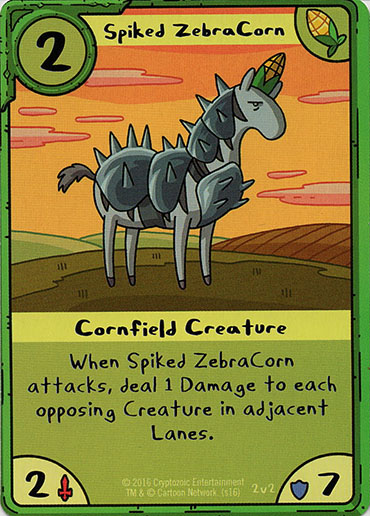 2
Spiked ZebraCorn
Cornfield Creature
When Spiked ZebraCorn
attacks, deal 1 Damage to each
opposing Creature in adjacent
Lanes.
© 2016 Cryptozoic Entertainment
TM & © Cartoon Network. (s16)
2v2
2
7